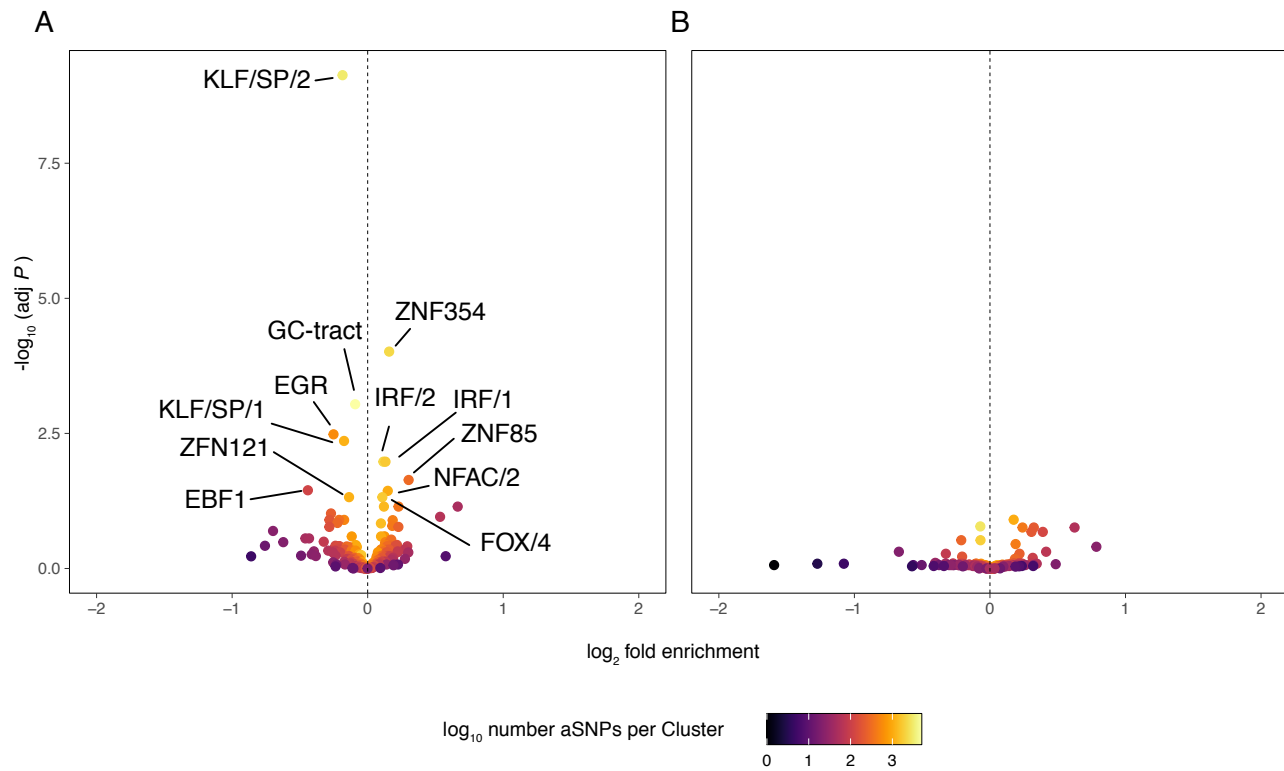 A
B
KLF/SP/2
7.5
5.0
ZNF354
GC-tract
EGR
IRF/2
IRF/1
KLF/SP/1
2.5
ZNF85
ZFN121
NFAC/2
EBF1
FOX/4
0.0
-log10 (adj P)
−2 −1 0 1 2
−2 −1 0 1 2
log2 fold enrichment
log10 number aSNPs per Cluster
0 1 2 3